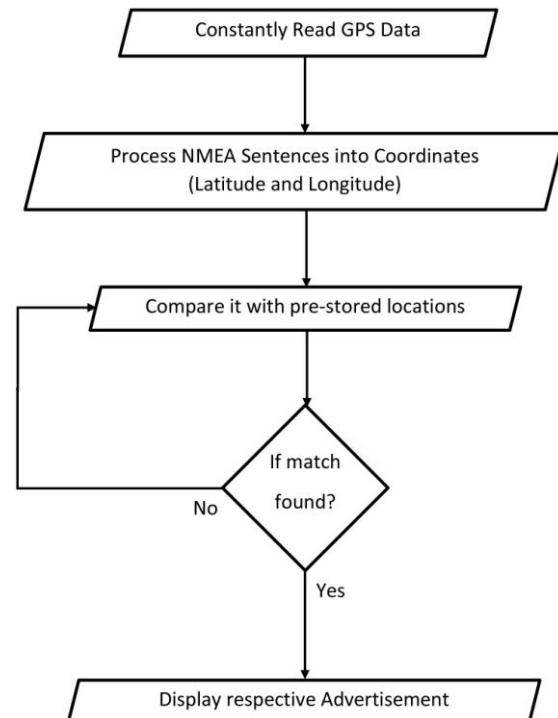 Constantly Read GPS Data
Process NMEA Sentences into Coordinates
(Latitude and Longitude)
Compare it with pre-stored locations
If match
found?
No
Yes
Display respective Advertisement